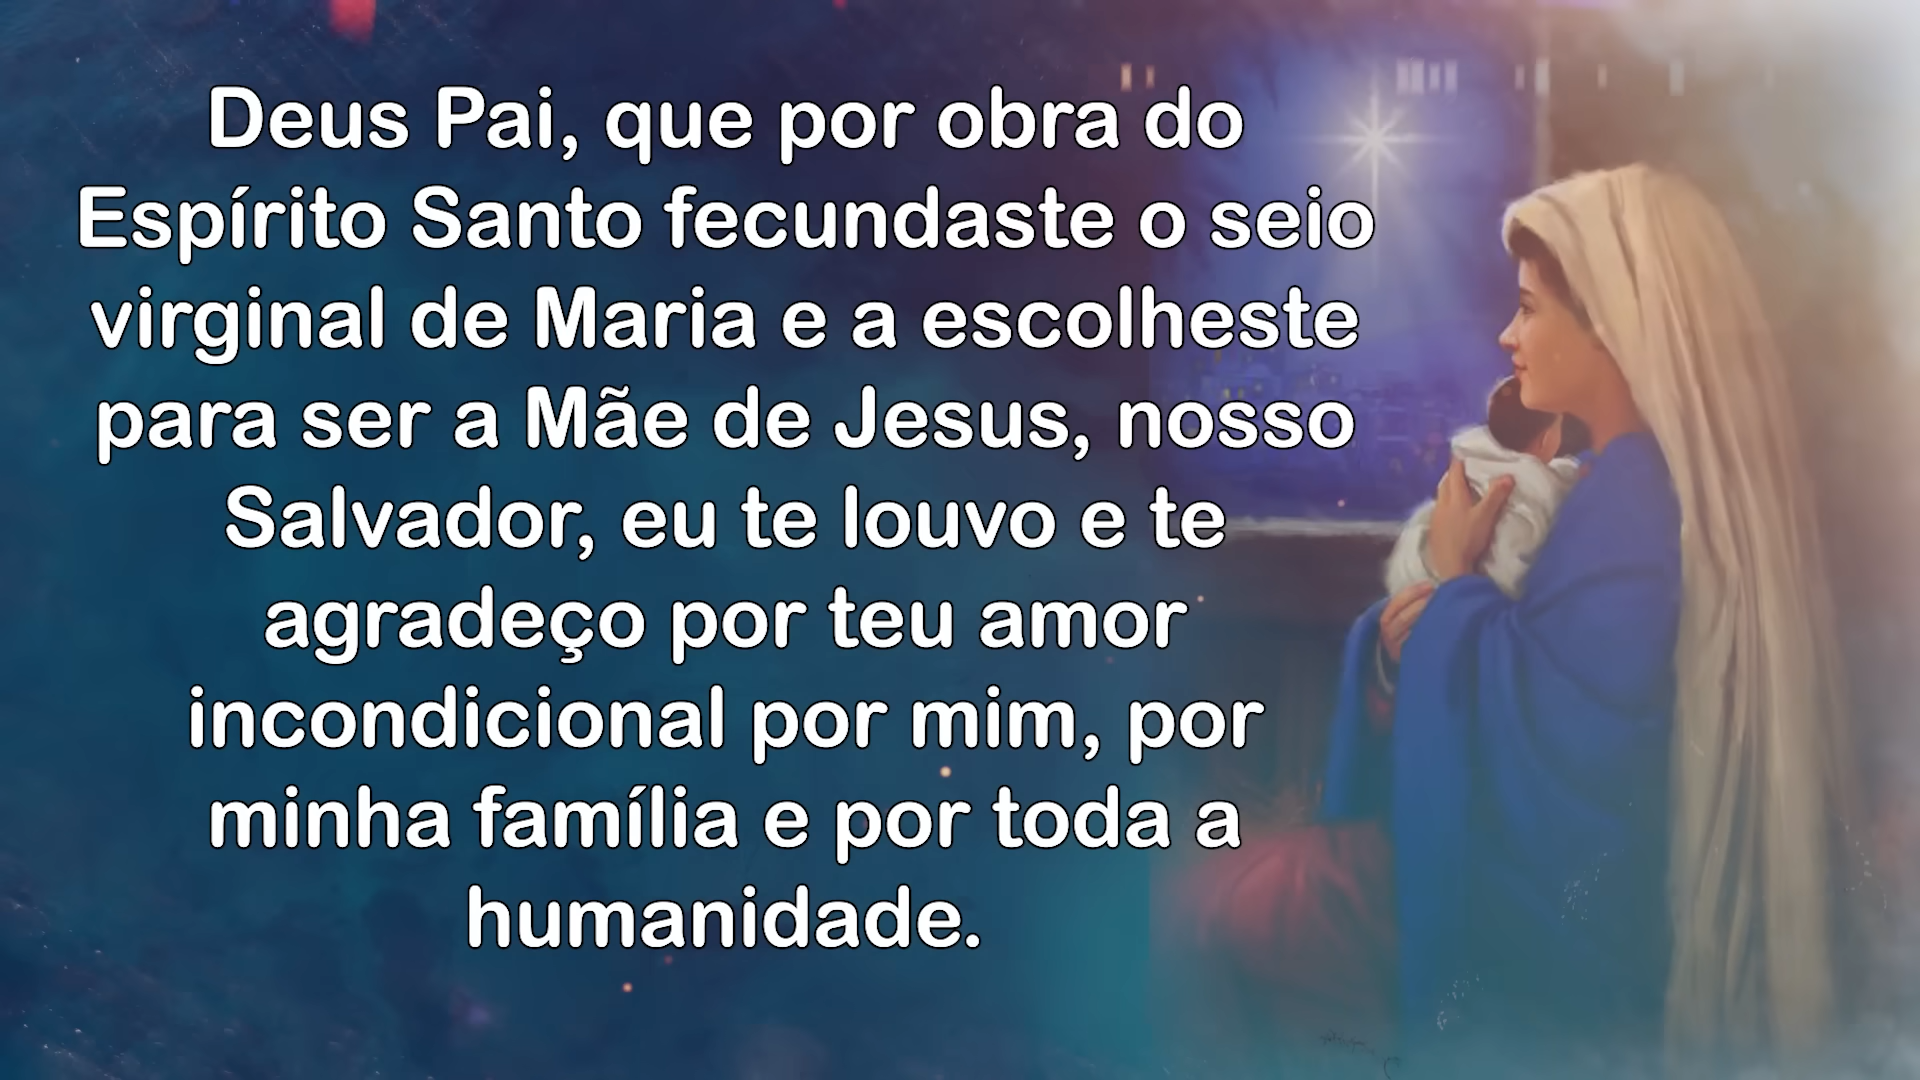 Deus Pai, que por obra do
Espírito Santo fecundaste o seio
virginal de Maria e a escolheste
para ser a Mãe de Jesus, nosso
Salvador, eu te louvo e te
agradeço por teu amor
incondicional por mim, por
minha família e por toda a
humanidade.